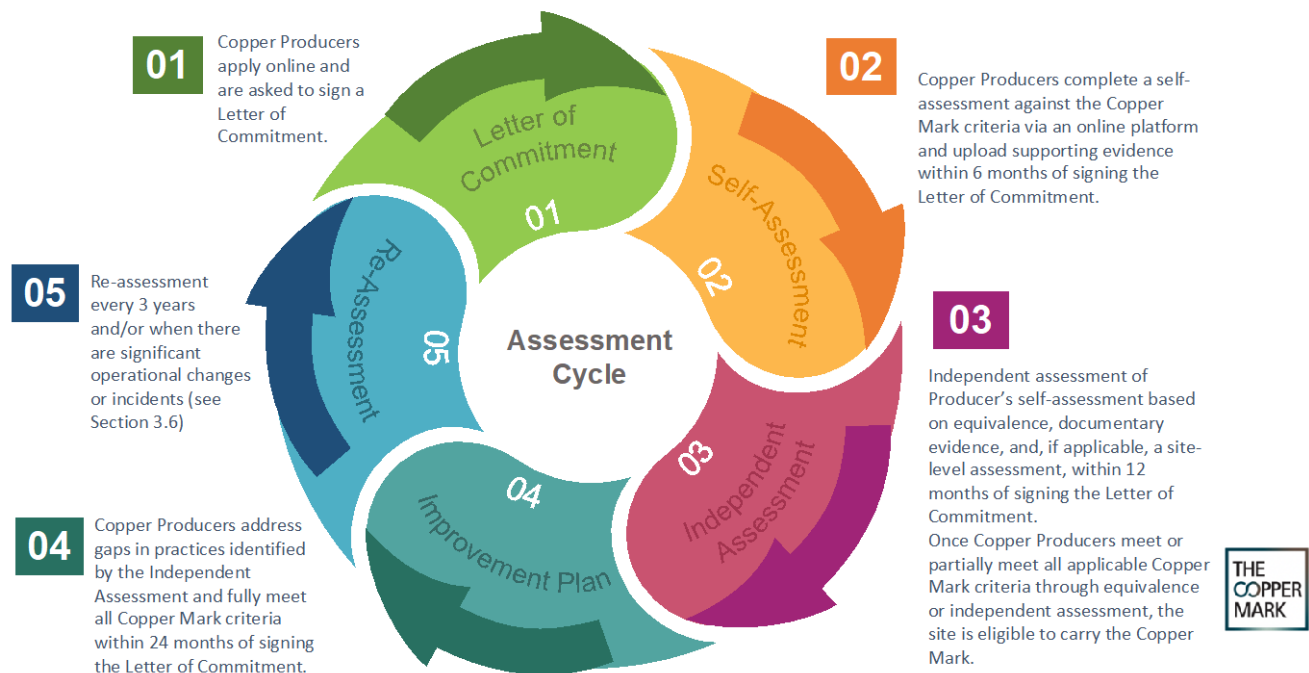 01
Copper Producers
apply online and
are asked to sign a
Letter of
Commitment.
02
Copper Producers complete a self-
assessment against the Copper
Mark criteria via an online platform
and upload supporting evidence
within 6 months of signing the
Letter of Commitment.
03
Independent assessment of
Producer's self-assessment based
on equivalence, documentary
evidence, and, if applicable, a site-
level assessment, within 12
months of signing the Letter of
Commitment.
Once Copper Producers meet or
partially meet all applicable Copper
Mark criteria through equivalence
or independent assessment, the
site is eligible to carry the Copper
Mark.
04
Copper Producers address
gaps in practices identified
by the Independent
Assessment and fully meet
all Copper Mark criteria
within 24 months of signing
the Letter of Commitment.
05
Re-assessment
every 3 years
and/or when there
are significant
operational changes
or incidents (see
Section 3.6)
Letter of
Commitment
01
Self-Assessment
02
Independent
Assessment
03
Improvement Plan
04
Re-Assessment
05
Assessment
Cycle
THE
COPPER
MARK